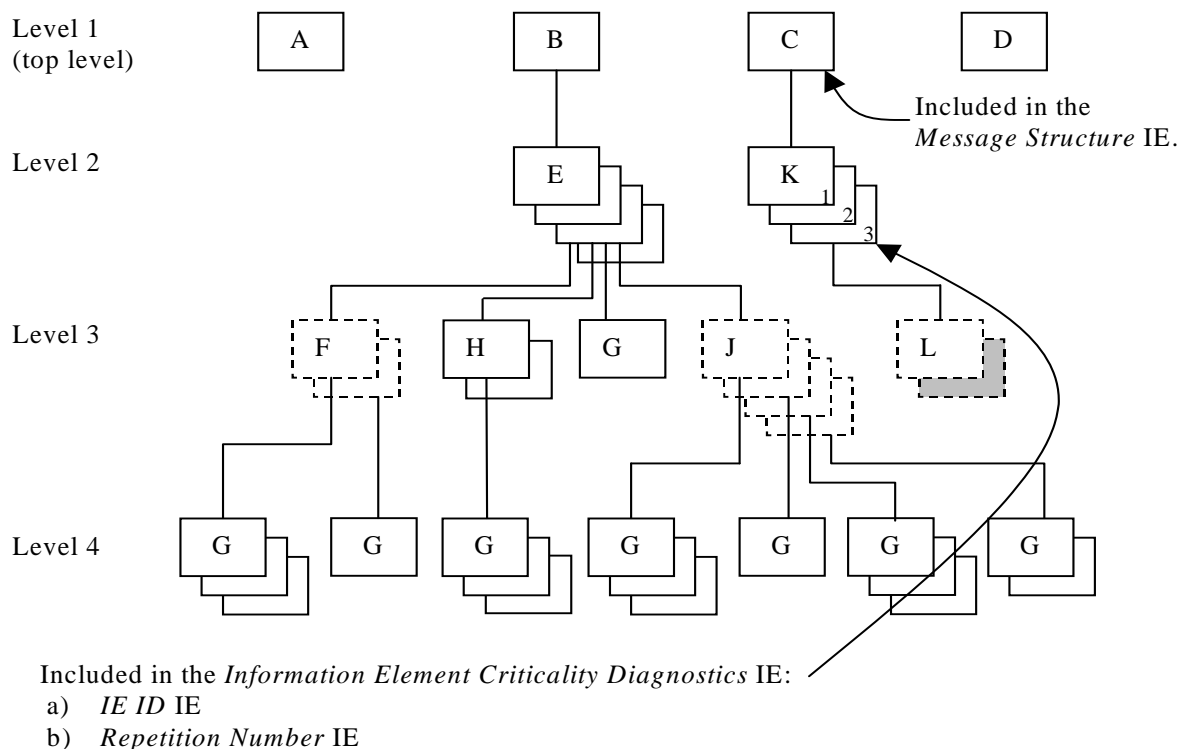 Level 1
(top level)
A
B
C
D
Included in the
Message Structure IE.
Level 2
E
K
1
2
3
Level 3
F
H
G
J
L
Level 4
G
G
G
G
G
G
G
Included in the Information Element Criticality Diagnostics IE:
a) IE ID IE
b) Repetition Number IE